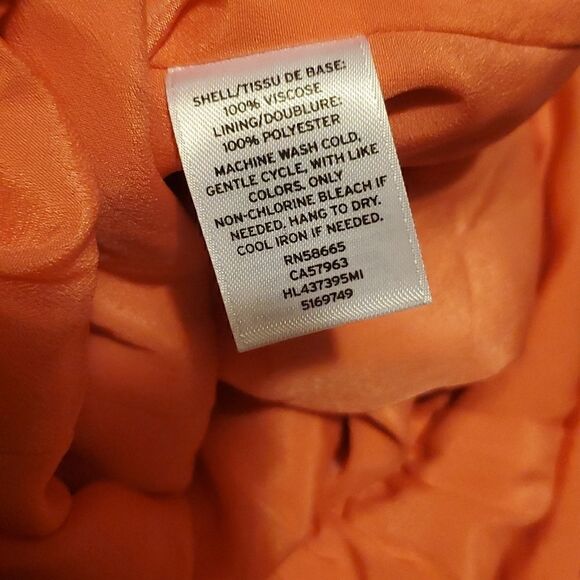 SHELL/TISSU DE BASE:
100% VISCOSE
LINING/DOUBLURE:
100% POLYESTER
MACHINE WASH COLD,
GENTLE CYCLE, WITH LIKE
COLORS, ONLY
NON-CHLORINE BLEACH IF
NEEDED. HANG TO DRY.
COOL IRON IF NEEDED.
RN58665
CA57963
HL437395MI
5169749